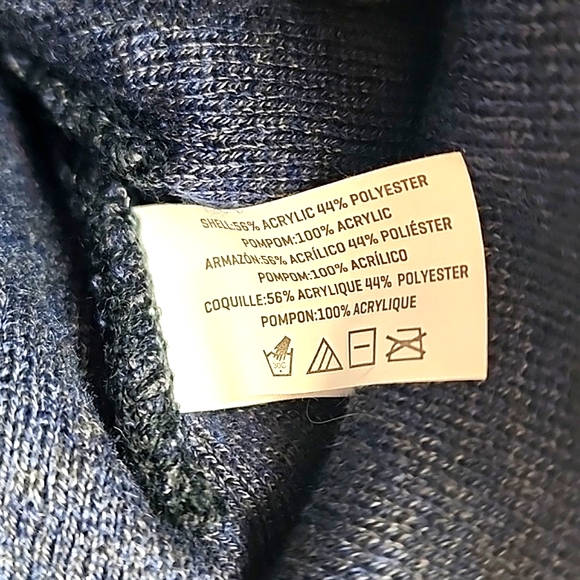 SHELL:56% ACRYLIC 44% POLYESTER
POMPOM:100% ACRYLIC
ARMAZÓN:56% ACRÍLICO 44% POLIÉSTER
POMPOM:100% ACRÍLICO
COQUILLE:56% ACRYLIQUE 44% POLYESTER
POMPON:100% ACRYLIQUE
30C